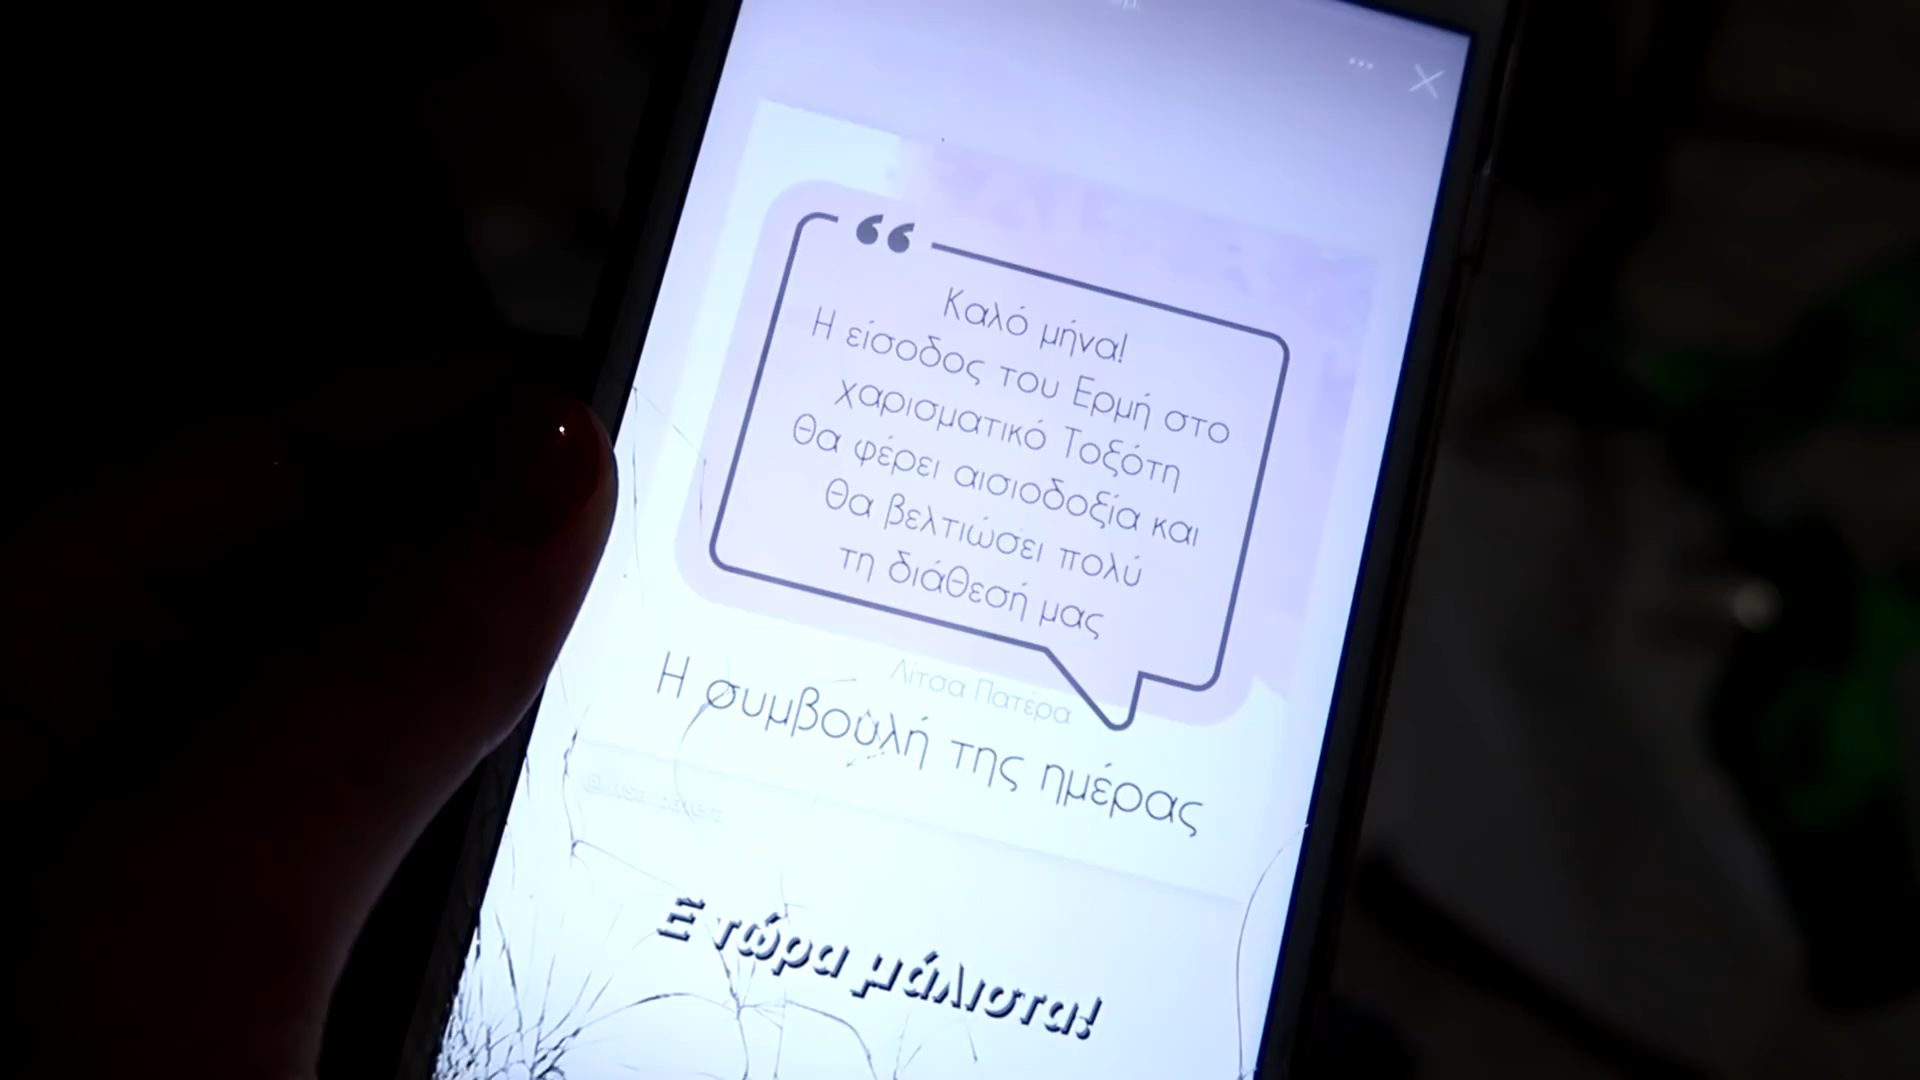 Καλό μήνα!
Η είσοδος του Ερμή στο
χαρισματικό Τοξότη
Θα φέρει αισιοδοξία και
Θα βελτιώσει πολύ
τη διάθεσή μας
Λίτσα Πατέρα
Η συμβουλή της ημέρας
Ε τώρα μάλιστα!